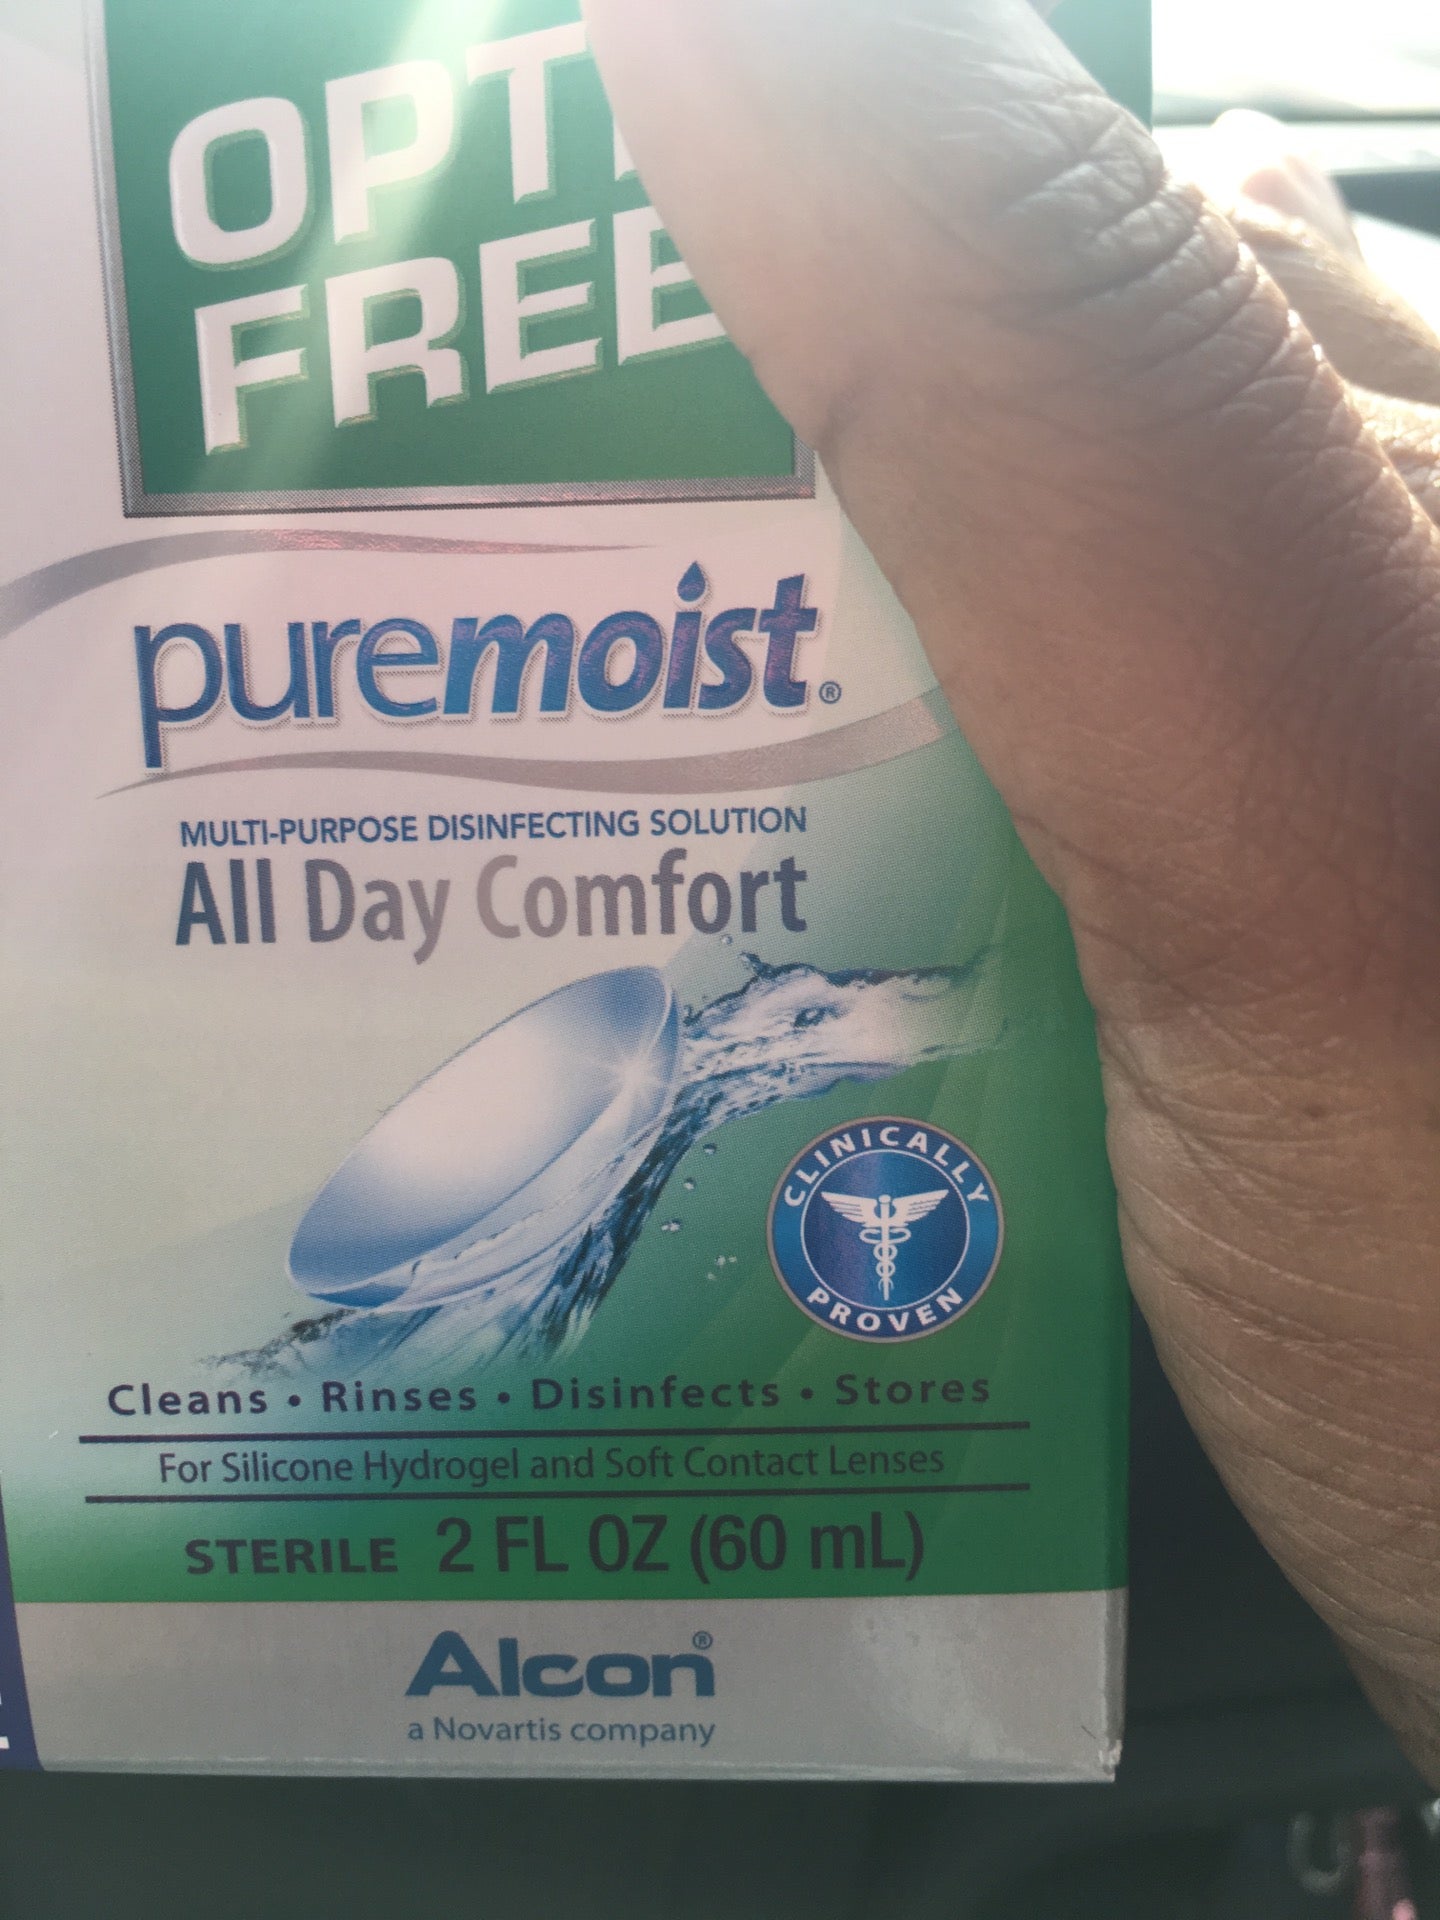 OPTI
FREE
puremoist®
MULTI-PURPOSE DISINFECTING SOLUTION
All Day Comfort
CLINICALLY
PROVEN
Cleans • Rinses • Disinfects • Stores
For Silicone Hydrogel and Soft Contact Lenses
STERILE 2 FL OZ (60 mL)
Alcon®
a Novartis company